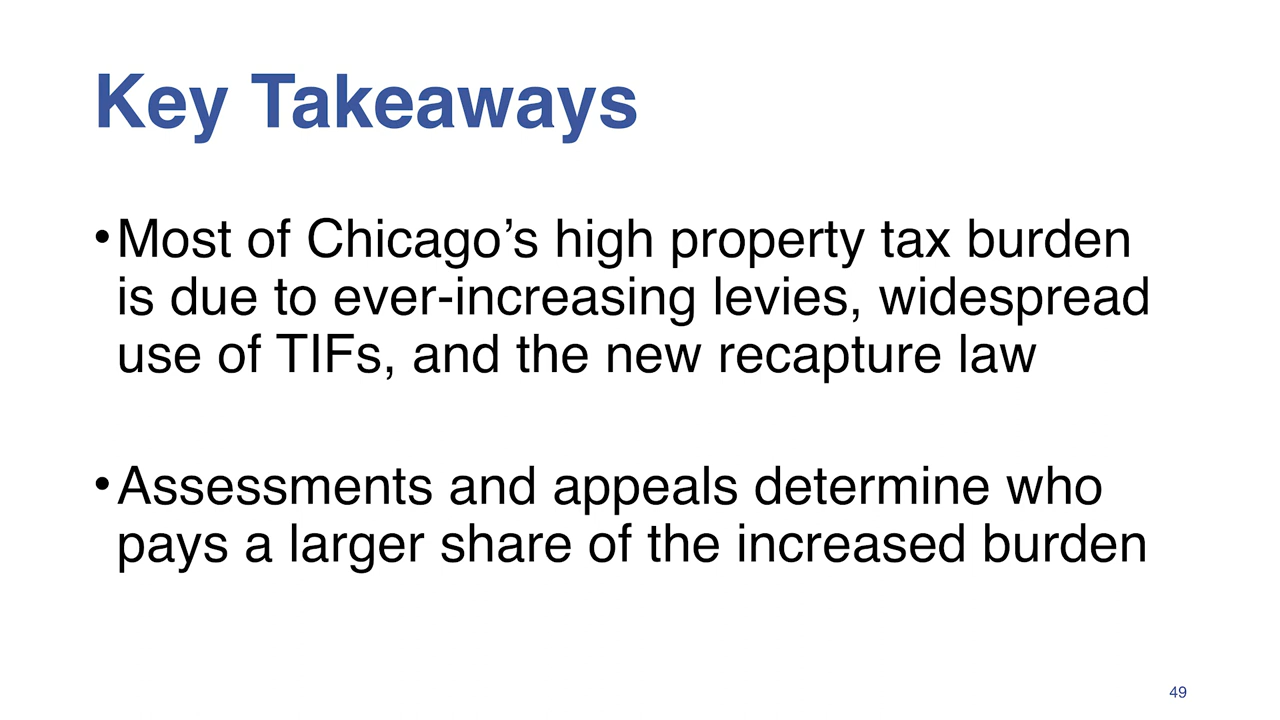 Key Takeaways
•Most of Chicago’s high property tax burden
is due to ever-increasing levies, widespread
use of TIFs, and the new recapture law
•Assessments and appeals determine who
pays a larger share of the increased burden
49